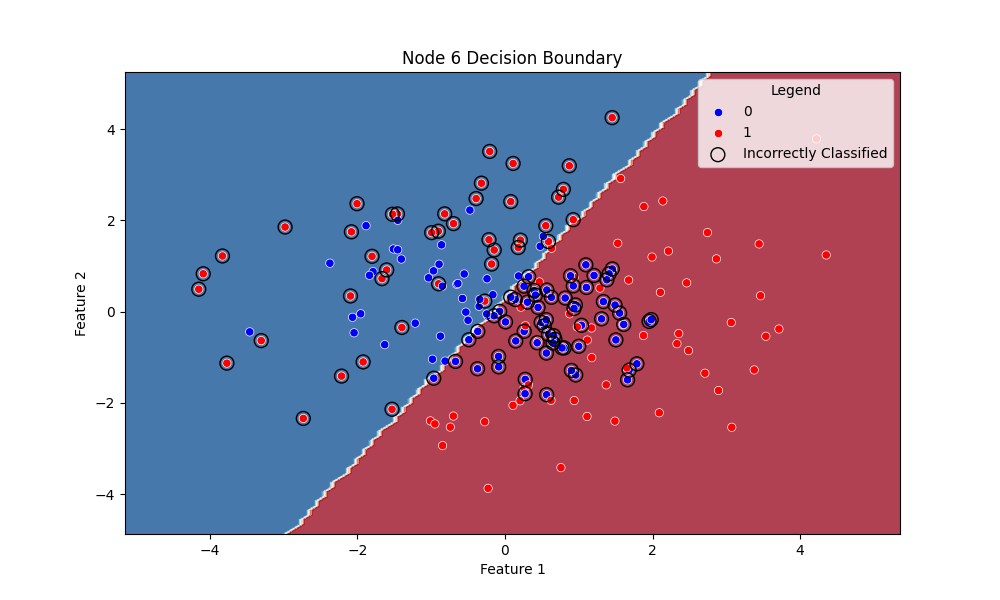 Node 6 Decision Boundary
Legend
0
1
Incorrectly Classified
Feature 2
4
2
0
−2
−4
−4
−2
0
2
4
Feature 1